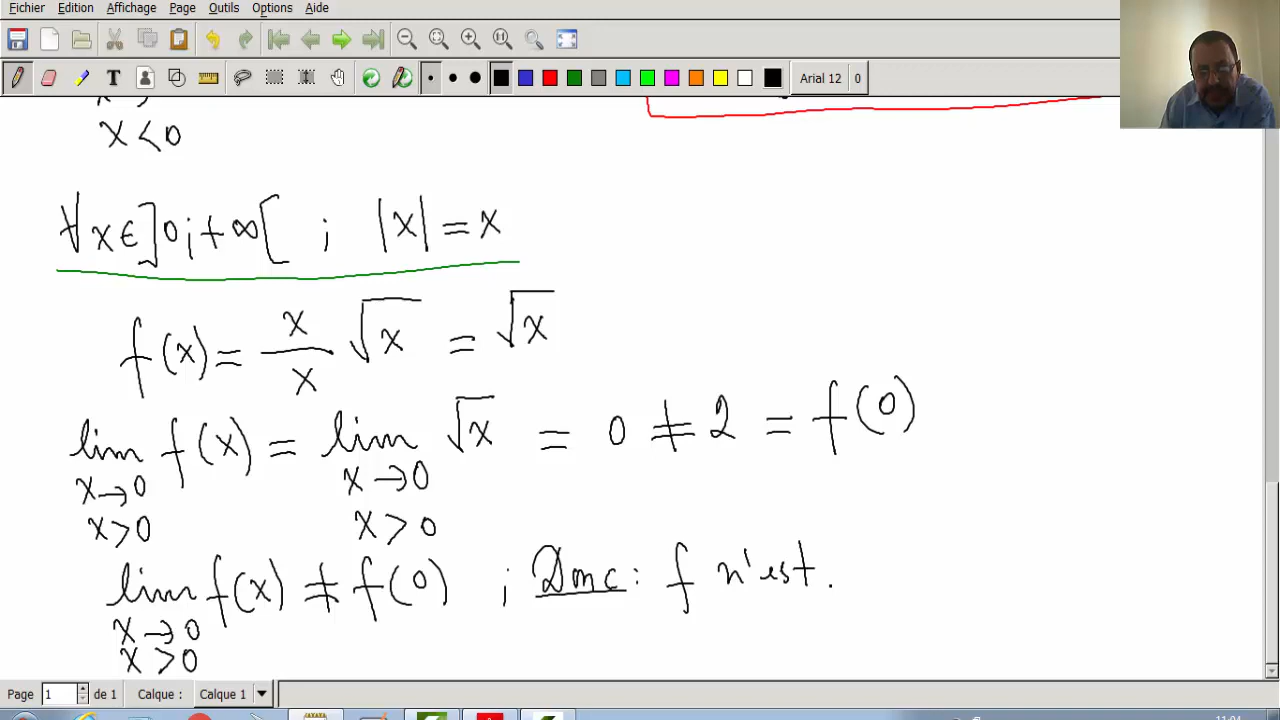 Fichier Edition Affichage Page Outils Options Aide
T Arial 12 0
x < 0
∀x∈]0;+∞[ ; |x| = x
f(x) = x/x √x = √x
lim f(x) = lim √x = 0 ≠ 2 = f(0)
x→0 x→0
x>0 x>0
lim f(x) ≠ f(0) ; Donc : f n'est.
x→0
x>0
Page 1 de 1 Calque : Calque 1